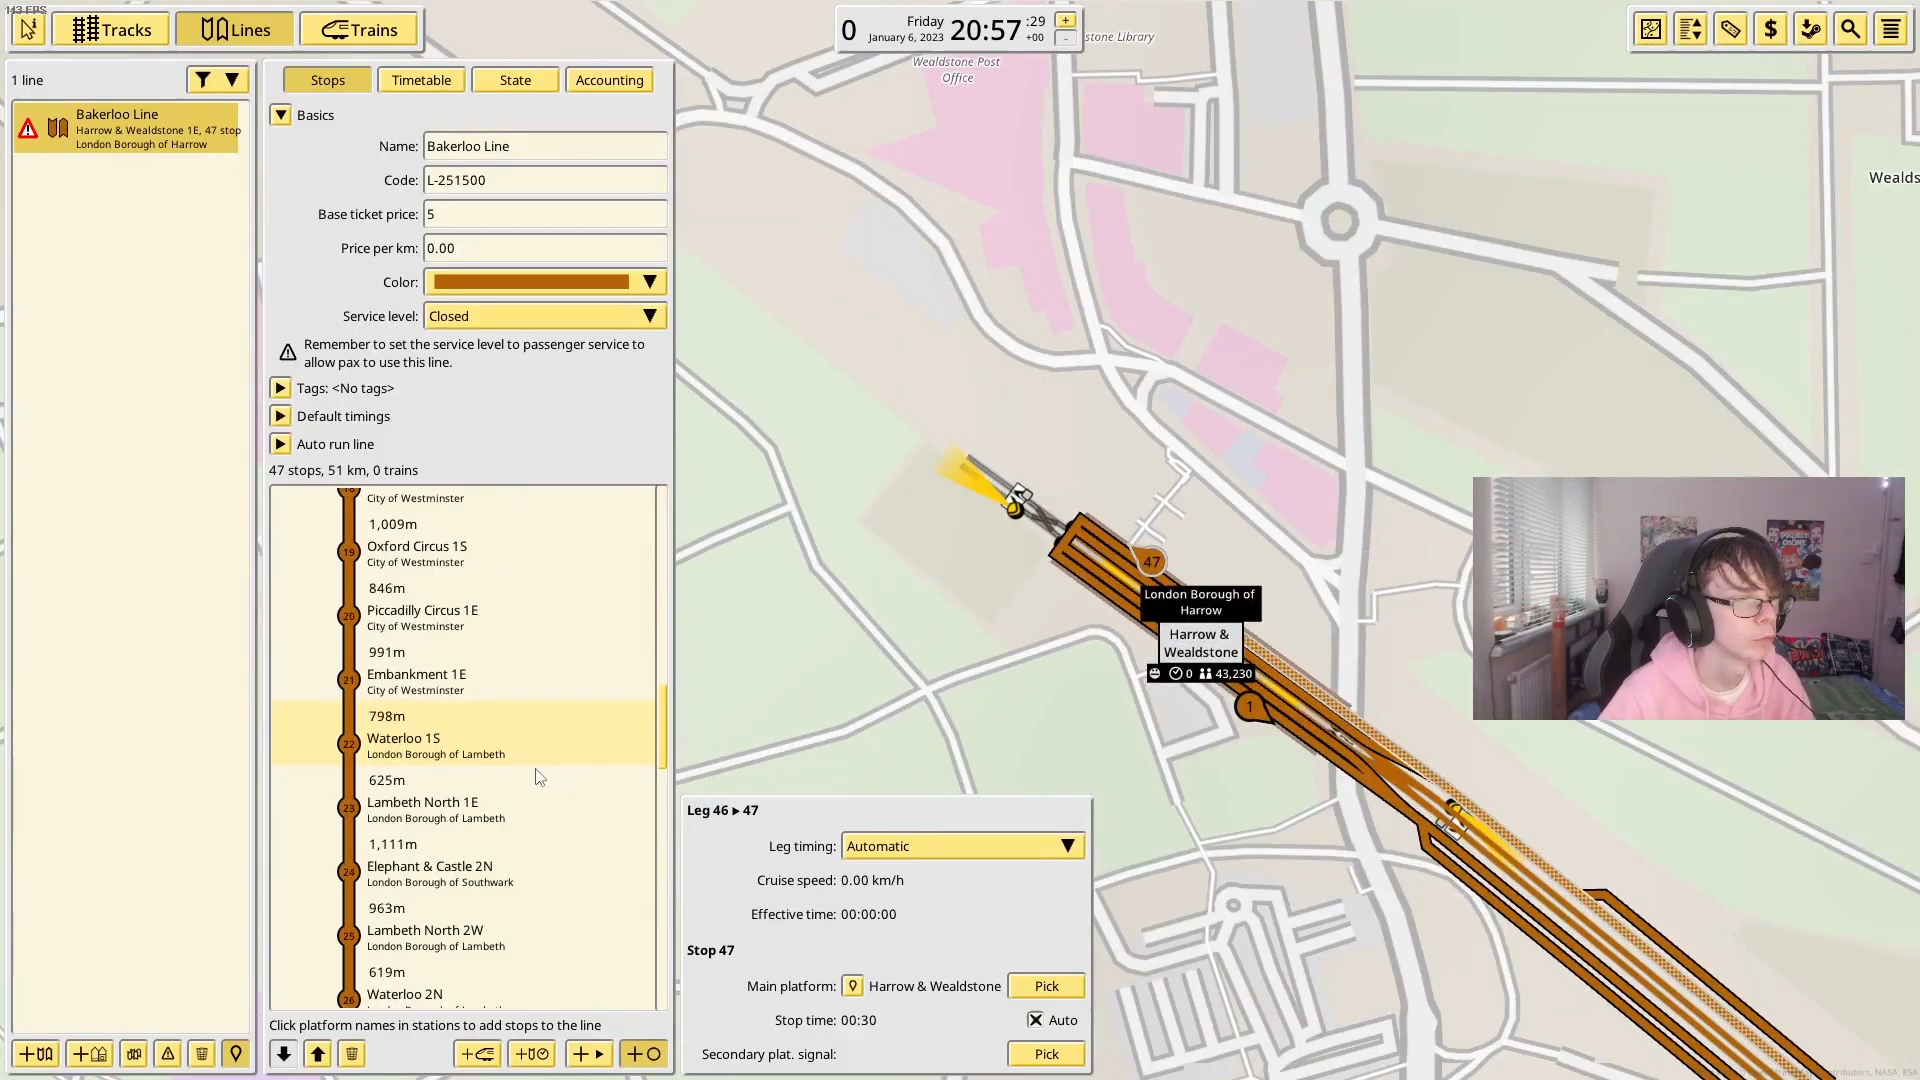 143 FPS
Tracks
Lines
Trains
0
Friday
January 6, 2023
20:57
:29
+00
+
-
$
1 line
Bakerloo Line
Harrow & Wealdstone 1E, 47 stop
London Borough of Harrow
Stops
Timetable
State
Accounting
Basics
Name:
Bakerloo Line
Code:
L-251500
Base ticket price:
5
Price per km:
0.00
Color:
Service level:
Closed
Remember to set the service level to passenger service to
allow pax to use this line.
Tags: <No tags>
Default timings
Auto run line
47 stops, 51 km, 0 trains
18
City of Westminster
1,009m
19
Oxford Circus 1S
City of Westminster
846m
20
Piccadilly Circus 1E
City of Westminster
991m
21
Embankment 1E
City of Westminster
798m
22
Waterloo 1S
London Borough of Lambeth
625m
23
Lambeth North 1E
London Borough of Lambeth
1,111m
24
Elephant & Castle 2N
London Borough of Southwark
963m
25
Lambeth North 2W
London Borough of Lambeth
619m
26
Waterloo 2N
Click platform names in stations to add stops to the line
Leg 46 ▸ 47
Leg timing:
Automatic
Cruise speed: 0.00 km/h
Effective time: 00:00:00
Stop 47
Main platform:
Harrow & Wealdstone
Pick
Stop time: 00:30
Auto
Secondary plat. signal:
Pick
stone Library
Wealdstone Post
Office
Wealds
47
London Borough of
Harrow
Harrow &
Wealdstone
0
43,230
1